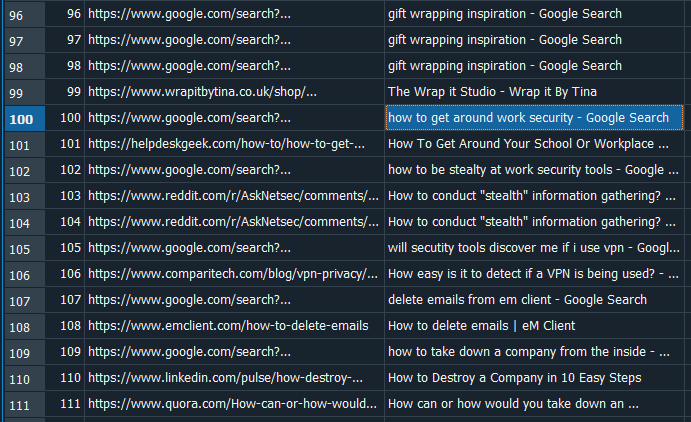 96 96 https://www.google.com/search?... gift wrapping inspiration - Google Search
97 97 https://www.google.com/search?... gift wrapping inspiration - Google Search
98 98 https://www.google.com/search?... gift wrapping inspiration - Google Search
99 99 https://www.wrapitbytina.co.uk/shop/... The Wrap it Studio - Wrap it By Tina
100 100 https://www.google.com/search?... how to get around work security - Google Search
101 101 https://helpdeskgeek.com/how-to/how-to-get-... How To Get Around Your School Or Workplace ...
102 102 https://www.google.com/search?... how to be stealty at work security tools - Google ...
103 103 https://www.reddit.com/r/AskNetsec/comments/... How to conduct "stealth" information gathering? ...
104 104 https://www.reddit.com/r/AskNetsec/comments/... How to conduct "stealth" information gathering? ...
105 105 https://www.google.com/search?... will secutity tools discover me if i use vpn - Googl...
106 106 https://www.comparitech.com/blog/vpn-privacy/... How easy is it to detect if a VPN is being used? - ...
107 107 https://www.google.com/search?... delete emails from em client - Google Search
108 108 https://www.emclient.com/how-to-delete-emails How to delete emails | eM Client
109 109 https://www.google.com/search?... how to take down a company from the inside - ...
110 110 https://www.linkedin.com/pulse/how-destroy-... How to Destroy a Company in 10 Easy Steps
111 111 https://www.quora.com/How-can-or-how-would... How can or how would you take down an ...